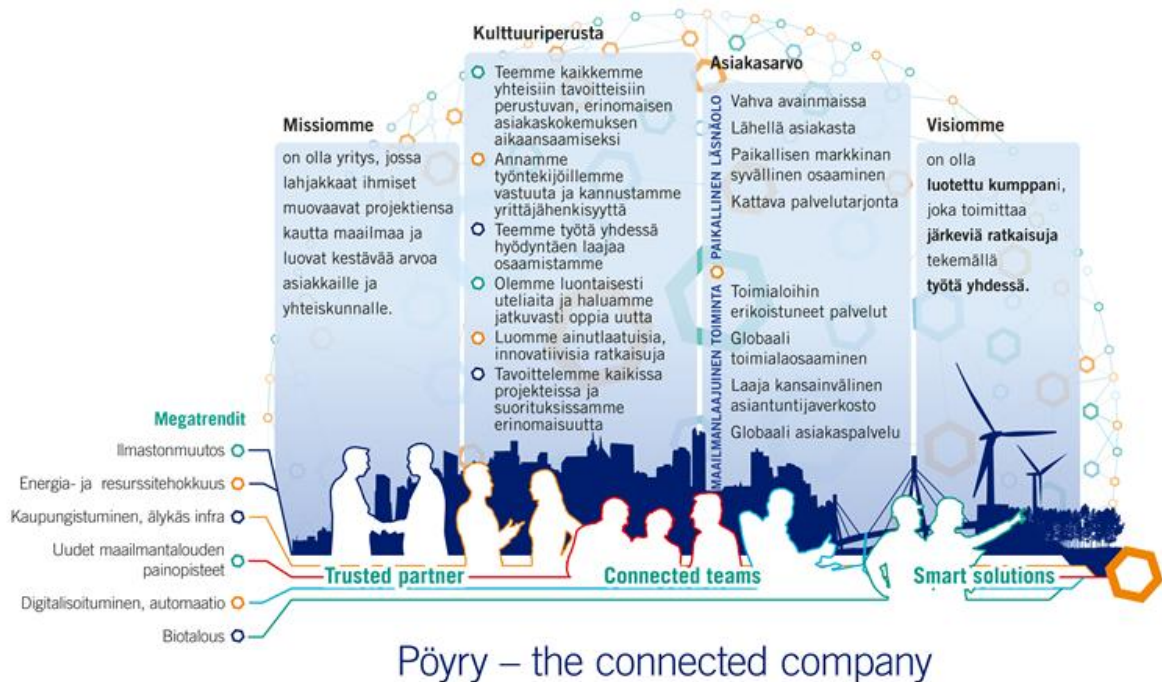 Missiomme
on olla yritys, jossa
lahjakkaat ihmiset
muovaavat projektiensa
kautta maailmaa ja
luovat kestävää arvoa
asiakkaille ja
yhteiskunnalle.
Kulttuuriperusta
Teemme kaikkemme
yhteisiin tavoitteisiin
perustuvan, erinomaisen
asiakaskokemuksen
aikaansaamiseksi
Annamme
työntekijöillemme
vastuuta ja kannustamme
yrittäjähenkisyyttä
Teemme työtä yhdessä
hyödyntäen laajaa
osaamistamme
Olemme luontaisesti
uteliaita ja haluamme
jatkuvasti oppia uutta
Luomme ainutlaatuisia,
innovatiivisia ratkaisuja
Tavoittelemme kaikissa
projekteissa ja
suorituksissamme
erinomaisuutta
Asiakasarvo
PAIKALLINEN LÄSNÄOLO
Vahva avainmaissa
Lähellä asiakasta
Paikallisen markkinan
syvällinen osaaminen
Kattava palvelutarjonta
MAAILMANLAAJUINEN TOIMINTA
Toimialoihin
erikoistuneet palvelut
Globaali
toimialaosaaminen
Laaja kansainvälinen
asiantuntijaverkosto
Globaali asiakaspalvelu
Visiomme
on olla
luotettu kumppani,
joka toimittaa
järkeviä ratkaisuja
tekemällä
työtä yhdessä.
Megatrendit
Ilmastonmuutos
Energia- ja resurssitehokkuus
Kaupungistuminen, älykäs infra
Uudet maailmantalouden
painopisteet
Digitalisoituminen, automaatio
Biotalous
Trusted partner
Connected teams
Smart solutions
Pöyry – the connected company